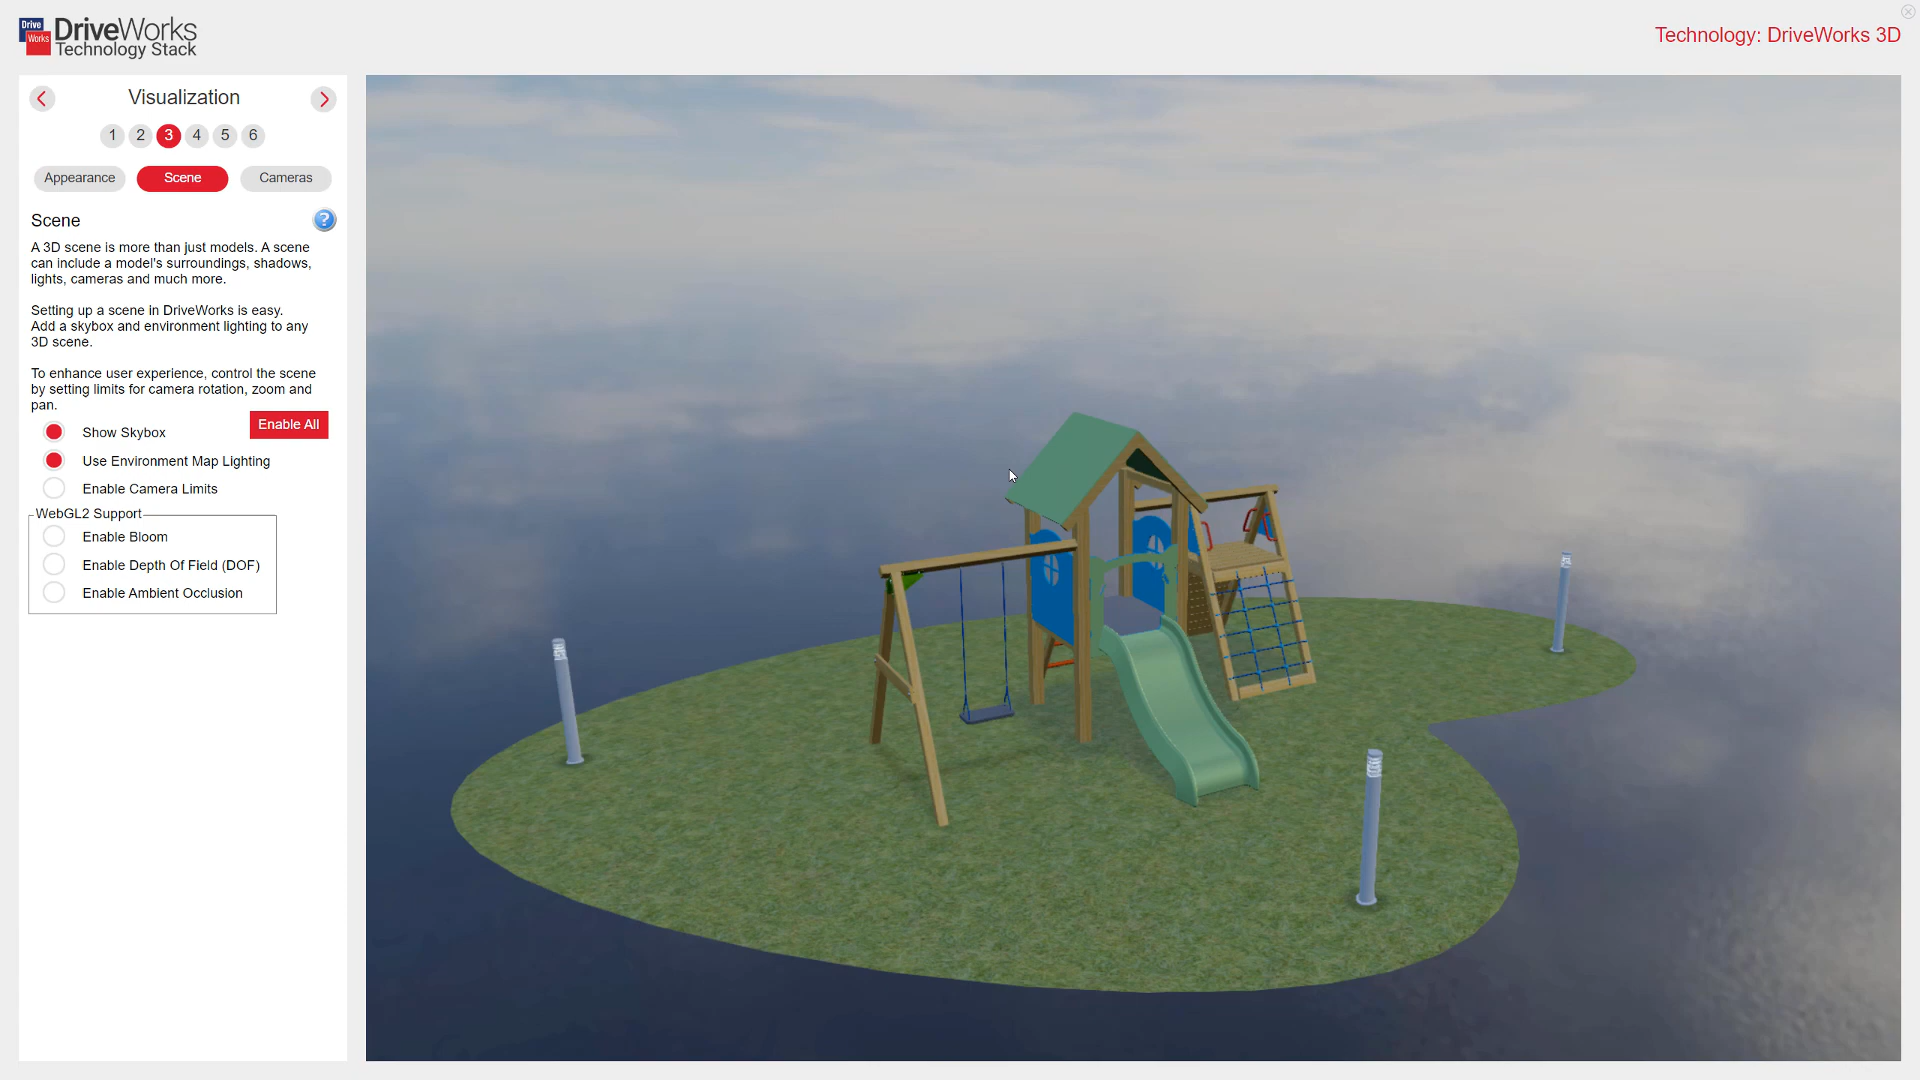 Drive
Works
DriveWorks
Technology Stack
Technology: DriveWorks 3D
Visualization
1 2 3 4 5 6
Appearance Scene Cameras
Scene
?
A 3D scene is more than just models. A scene
can include a model's surroundings, shadows,
lights, cameras and much more.
Setting up a scene in DriveWorks is easy.
Add a skybox and environment lighting to any
3D scene.
To enhance user experience, control the scene
by setting limits for camera rotation, zoom and
pan.
Enable All
Show Skybox
Use Environment Map Lighting
Enable Camera Limits
WebGL2 Support
Enable Bloom
Enable Depth Of Field (DOF)
Enable Ambient Occlusion